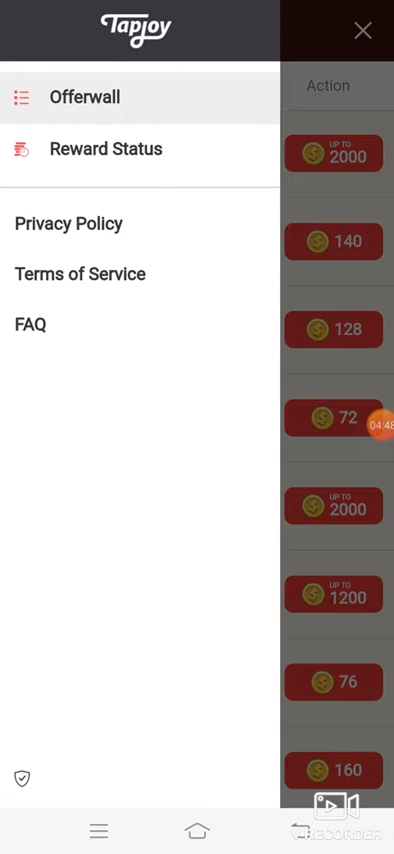 Tapjoy
Offerwall
Reward Status
Privacy Policy
Terms of Service
FAQ
Action
UP TO
2000
140
128
72
04:48
UP TO
2000
UP TO
1200
76
160
V RECORDER